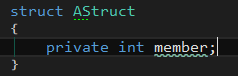 struct AStruct
{
    private int member;
}